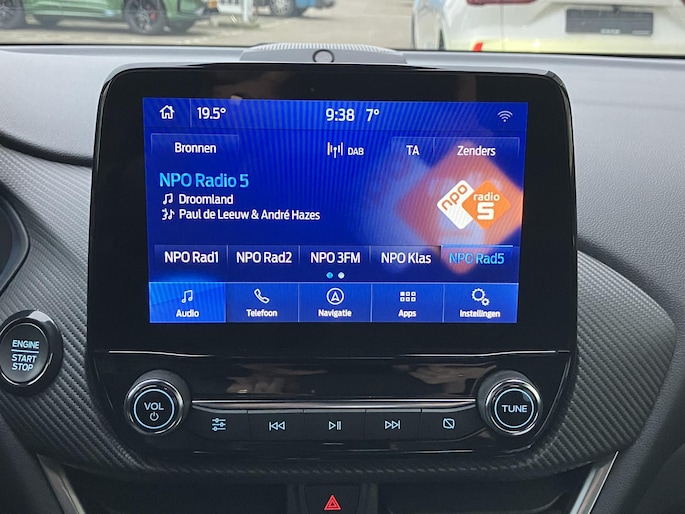 19.5° 9:38 7°
Bronnen DAB TA Zenders
NPO Radio 5
Droomland
Paul de Leeuw & André Hazes
npo radio 5
NPO Rad1 NPO Rad2 NPO 3FM NPO Klas NPO Rad5
Audio Telefoon Navigatie Apps Instellingen
ENGINE
START
STOP
VOL
TUNE